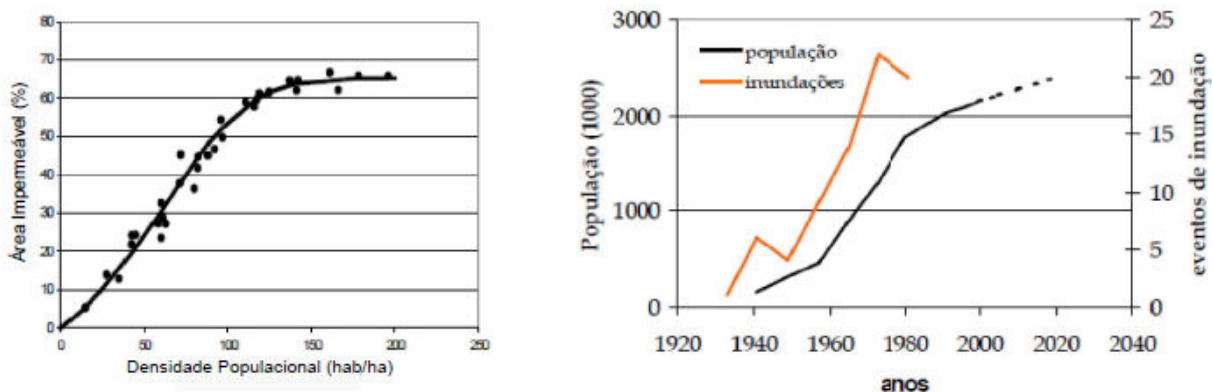 80
70
60
50
40
30
20
10
0
Área Impermeável (%)
0 50 100 150 200 250
Densidade Populacional (hab/ha)
3000
2000
1000
0
População (1000)
população
inundações
25
20
15
10
5
0
eventos de inundação
1920 1940 1960 1980 2000 2020 2040
anos